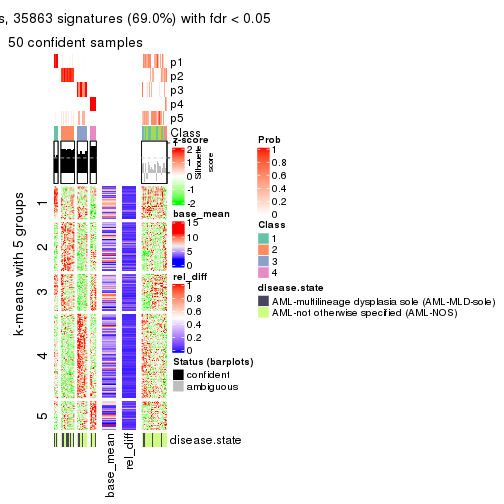 s, 35863 signatures (69.0%) with fdr < 0.05
50 confident samples
p1
p2
p3
p4
p5
Class
1
Silhouette
score
k-means with 5 groups
1
2
3
4
5
base_mean
rel_diff
disease.state
z-score
2
1
0
-1
-2
base_mean
15
10
5
0
rel_diff
1
0.8
0.6
0.4
0.2
0
Status (barplots)
confident
ambiguous
Prob
1
0.8
0.6
0.4
0.2
0
Class
1
2
3
4
disease.state
AML-multilineage dysplasia sole (AML-MLD-sole)
AML-not otherwise specified (AML-NOS)